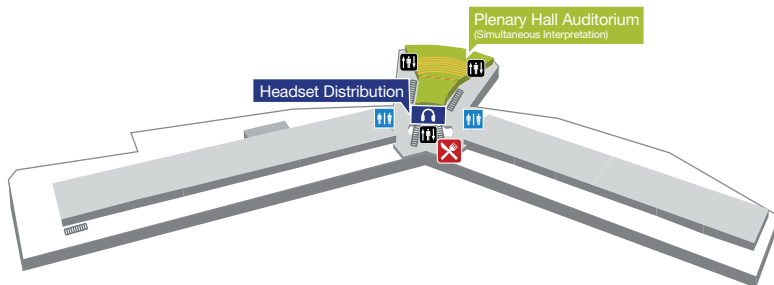 Plenary Hall Auditorium
(Simultaneous Interpretation)
Headset Distribution